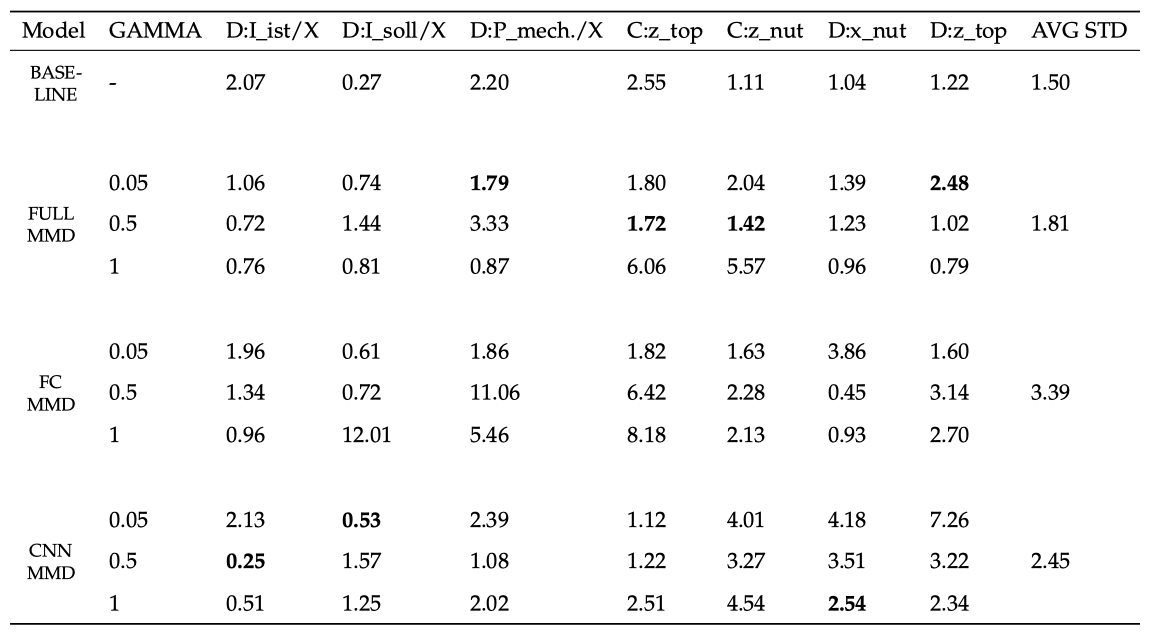 Model GAMMA D:I_ist/X D:I_soll/X D:P_mech./X C:z_top C:z_nut D:x_nut D:z_top AVG STD
BASE-
LINE - 2.07 0.27 2.20 2.55 1.11 1.04 1.22 1.50
0.05 1.06 0.74 1.79 1.80 2.04 1.39 2.48
FULL
MMD 0.5 0.72 1.44 3.33 1.72 1.42 1.23 1.02 1.81
1 0.76 0.81 0.87 6.06 5.57 0.96 0.79
0.05 1.96 0.61 1.86 1.82 1.63 3.86 1.60
FC
MMD 0.5 1.34 0.72 11.06 6.42 2.28 0.45 3.14 3.39
1 0.96 12.01 5.46 8.18 2.13 0.93 2.70
0.05 2.13 0.53 2.39 1.12 4.01 4.18 7.26
CNN
MMD 0.5 0.25 1.57 1.08 1.22 3.27 3.51 3.22 2.45
1 0.51 1.25 2.02 2.51 4.54 2.54 2.34